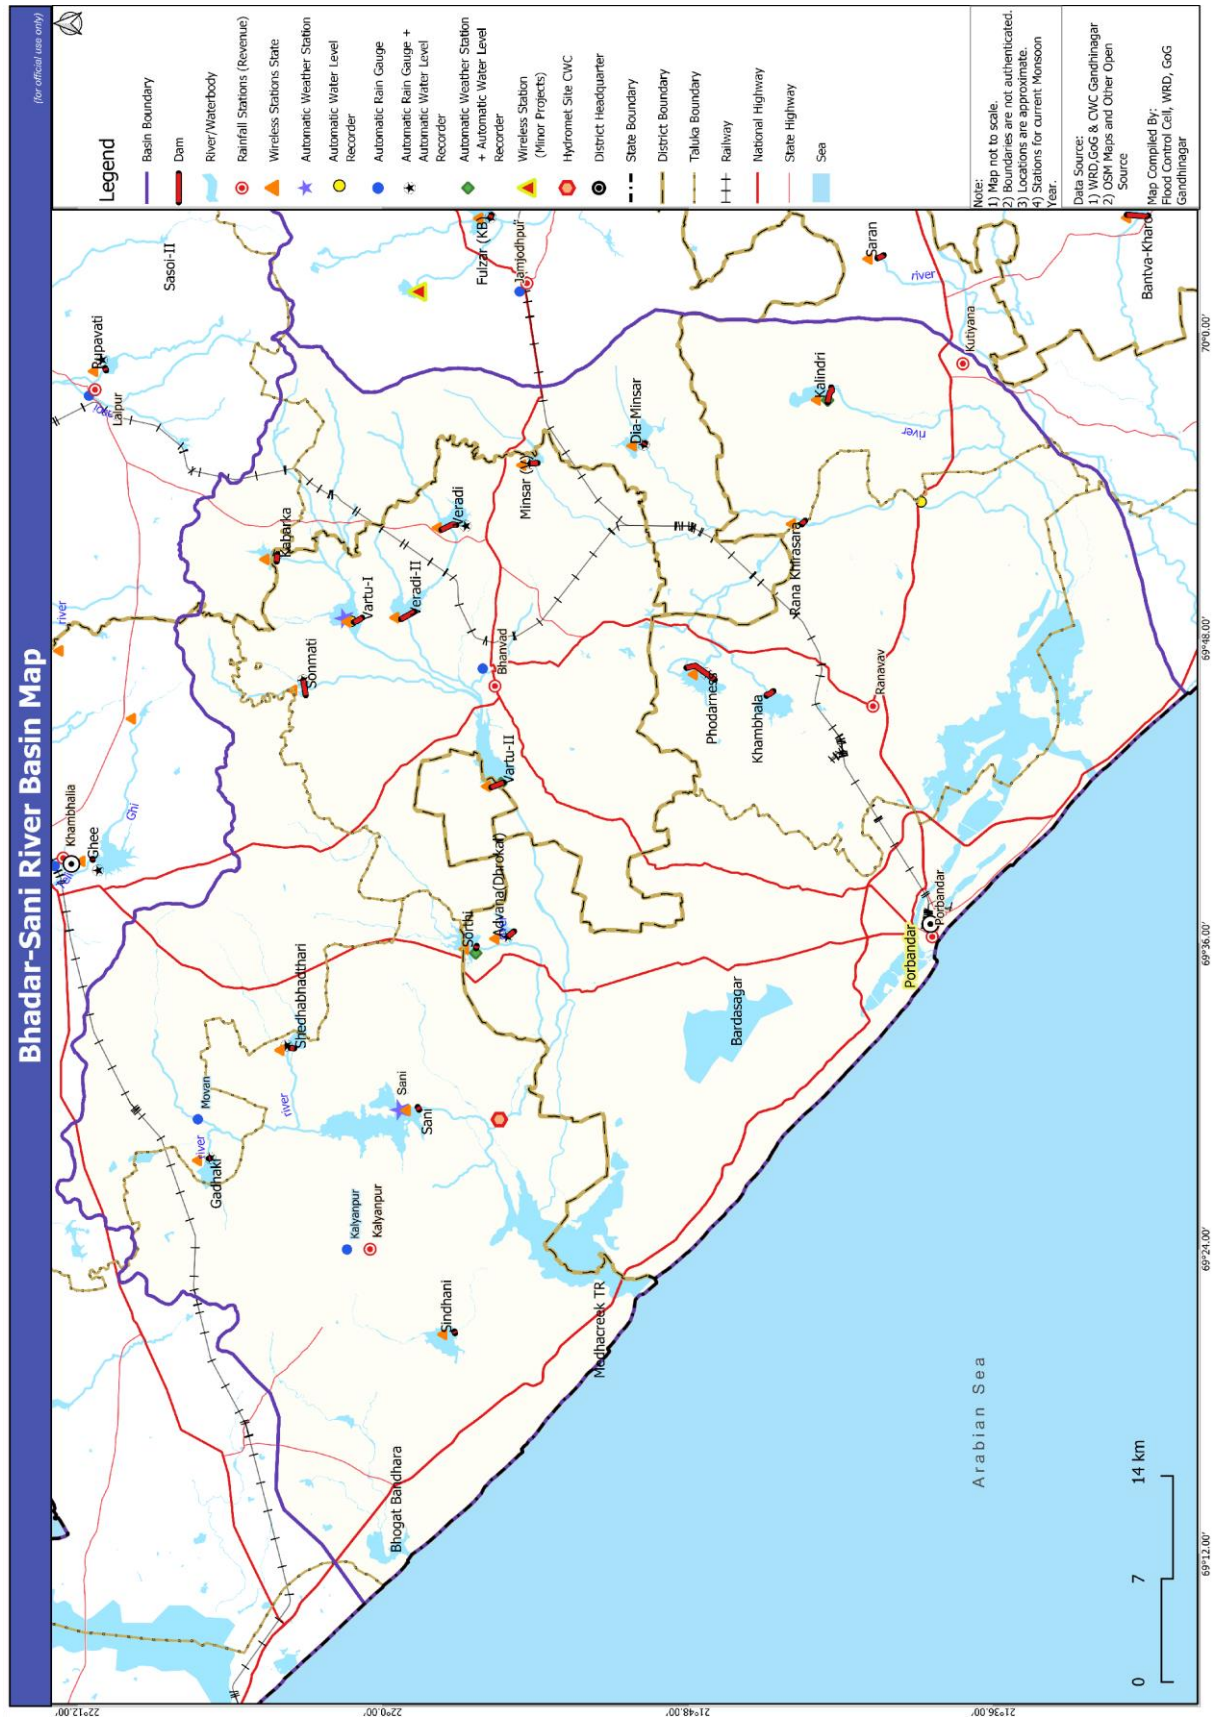 Bhadar-Sani River Basin Map
(for official use only)
Legend
Basin Boundary
Dam
River/Waterbody
Rainfall Stations (Revenue)
Wireless Stations State
Automatic Weather Station
Automatic Water Level
Recorder
Automatic Rain Gauge
Automatic Rain Gauge +
Automatic Water Level
Recorder
Automatic Weather Station
+ Automatic Water Level
Recorder
Wireless Station
(Minor Projects)
Hydromet Site CWC
District Headquarter
State Boundary
District Boundary
Taluka Boundary
Railway
National Highway
State Highway
Sea
Note:
1) Map not to scale.
2) Boundaries are not authenticated.
3) Locations are approximate.
4) Stations for current Monsoon
Year.
Data Source:
1) WRD,GoG & CWC Gandhinagar
2) OSM Maps and Other Open
Source
Map Compiled By:
Flood Control Cell, WRD, GoG
Gandhinagar
Khambhalia
Ghee
Ghi
river
Lalpur
Rupavati
Sasoi-II
Fulzar (KB)
Jamjodhpur
Kabarka
Sonmati
Vartu-I
Veradi-II
Veradi
Minsar
Dia-Minsar
Bhanvad
Vartu-II
Shedhabhadthari
Movan
river
river
Gadhaki
Sani
Sani
Kalyanpur
Kalyanpur
Sindhani
Sorthi
Advana(Dhrokal)
Phodarness
Khambhala
Rana Khirasara
Kalindri
river
Saran
river
Kutiyana
Bantva-Kharo
Ranavav
Porbandar
Porbandar
Bardasagar
Medhacreek TR
Bhogat Bandhara
Arabian Sea
0 7 14 km
69°12.00'
69°24.00'
69°36.00'
69°48.00'
70°0.00'
22°12.00'
22°0.00'
21°48.00'
21°36.00'